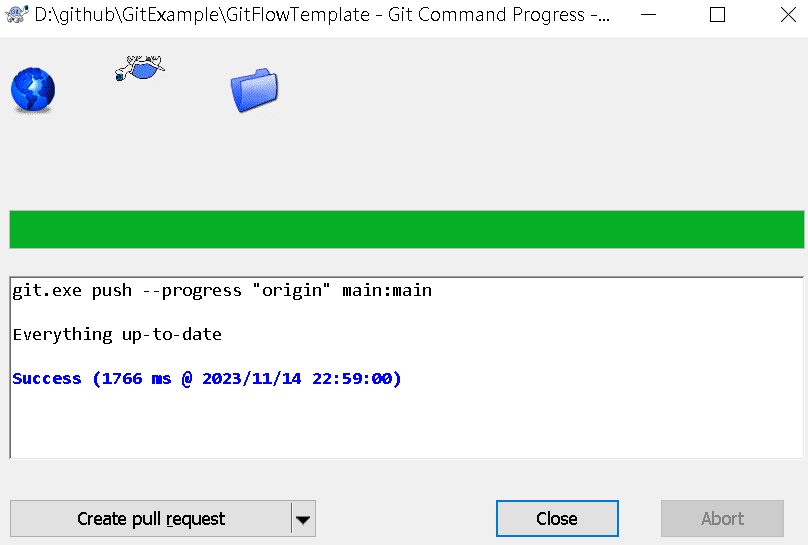 D:\github\GitExample\GitFlowTemplate - Git Command Progress -...
git.exe push --progress "origin" main:main
Everything up-to-date
Success (1766 ms @ 2023/11/14 22:59:00)
Create pull request
Close
Abort